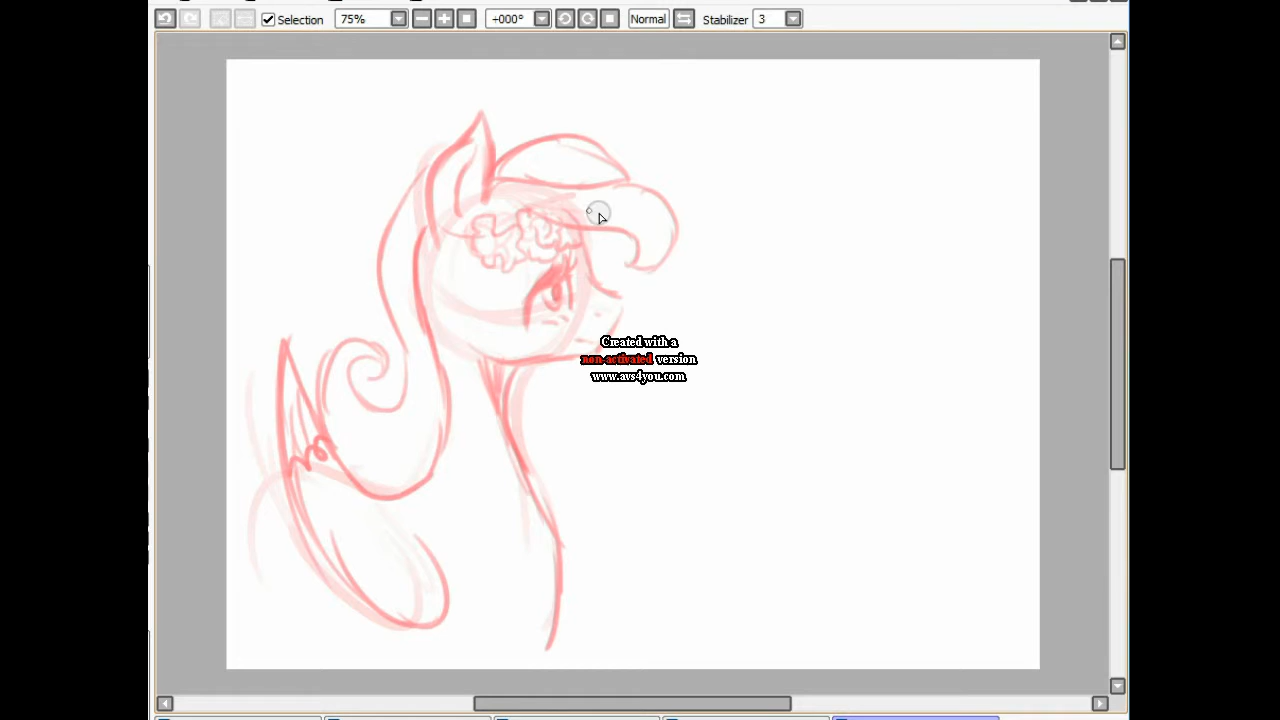 Selection 75% +000° Normal Stabilizer 3
Created with a
non-activated version
www.avs4you.com